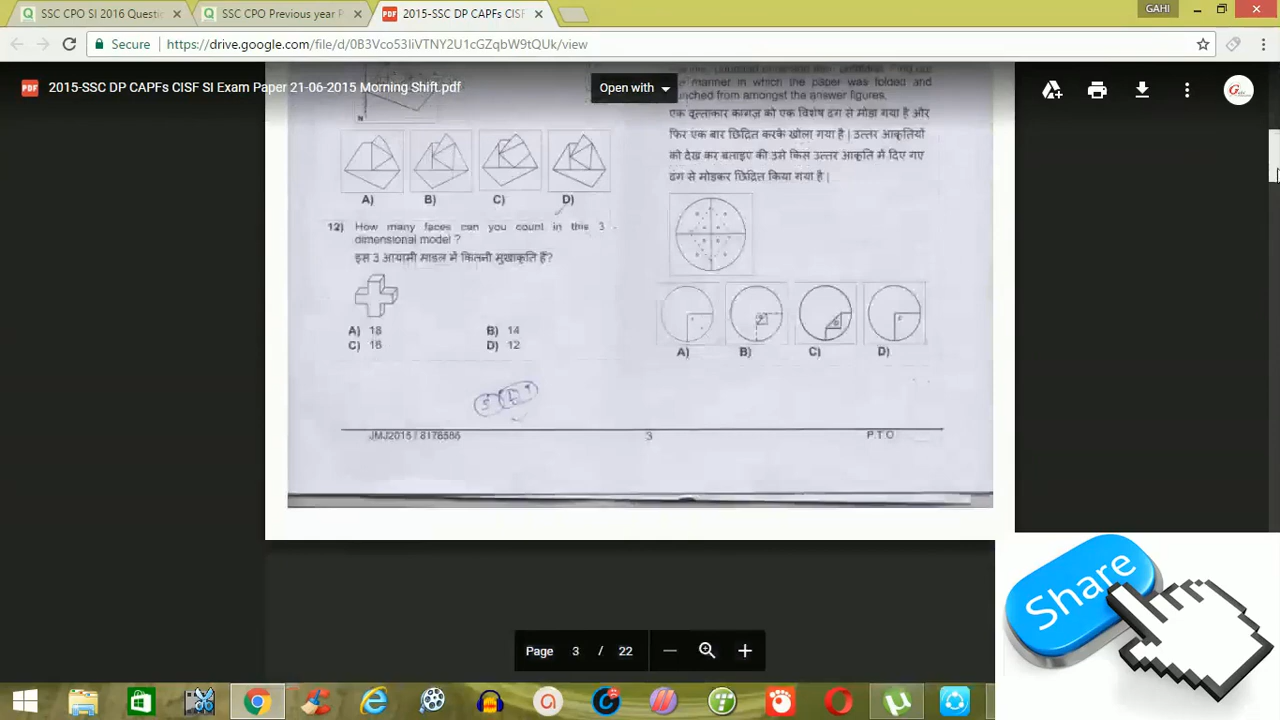 SSC CPO SI 2016 Questi
SSC CPO Previous year P
2015-SSC DP CAPFs CISF
GAHI
Secure
https://drive.google.com/file/d/0B3Vco53IiVTNY2U1cGZqbW9tQUk/view
2015-SSC DP CAPFs CISF SI Exam Paper 21-06-2015 Morning Shift.pdf
Open with
N
A) B) C) D)
12) How many faces can you count in this 3 -
dimensional model ?
इस 3 आयामी माडल में कितनी मुखाकृति हैं?
A) 18 B) 14
C) 16 D) 12
manner in which the paper was folded and
punched from amongst the answer figures.
एक वृत्ताकार कागज़ को एक विशेष ढंग से मोडा गया है और
फिर एक बार छिद्रित करके खोला गया है | उत्तर आकृतियों
को देख कर बताइए की उसे किस उत्तर आकृति में दिए गए
ढंग से मोडकर छिद्रित किया गया है |
A) B) C) D)
JMJ2015 / 8178586 3 P.T.O
Page 3 / 22
Share